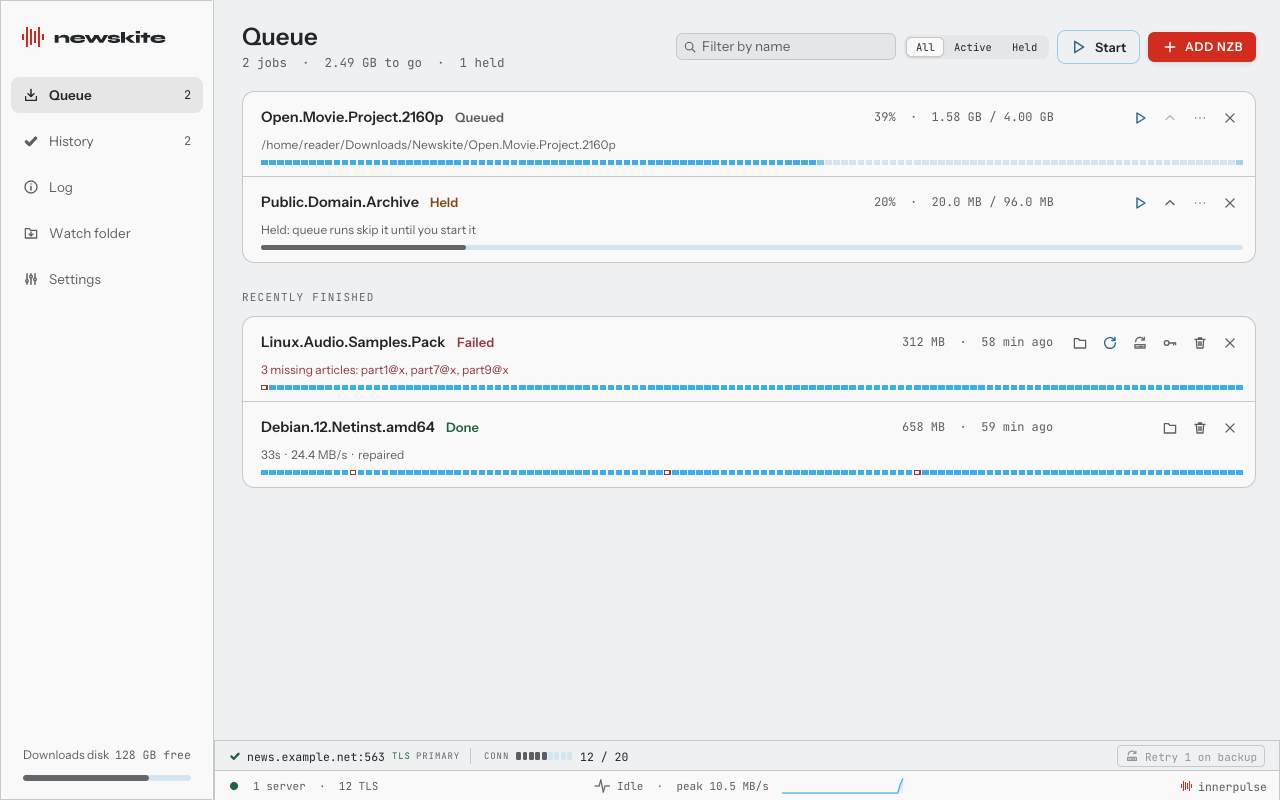 newskite
Queue 2
History 2
Log
Watch folder
Settings
Downloads disk 128 GB free
Queue
2 jobs · 2.49 GB to go · 1 held
Filter by name
All Active Held
Start
ADD NZB
Open.Movie.Project.2160p Queued 39% · 1.58 GB / 4.00 GB
/home/reader/Downloads/Newskite/Open.Movie.Project.2160p
Public.Domain.Archive Held 20% · 20.0 MB / 96.0 MB
Held: queue runs skip it until you start it
RECENTLY FINISHED
Linux.Audio.Samples.Pack Failed 312 MB · 58 min ago
3 missing articles: part1@x, part7@x, part9@x
Debian.12.Netinst.amd64 Done 658 MB · 59 min ago
33s · 24.4 MB/s · repaired
news.example.net:563 TLS PRIMARY CONN 12 / 20 Retry 1 on backup
1 server · 12 TLS Idle · peak 10.5 MB/s innerpulse